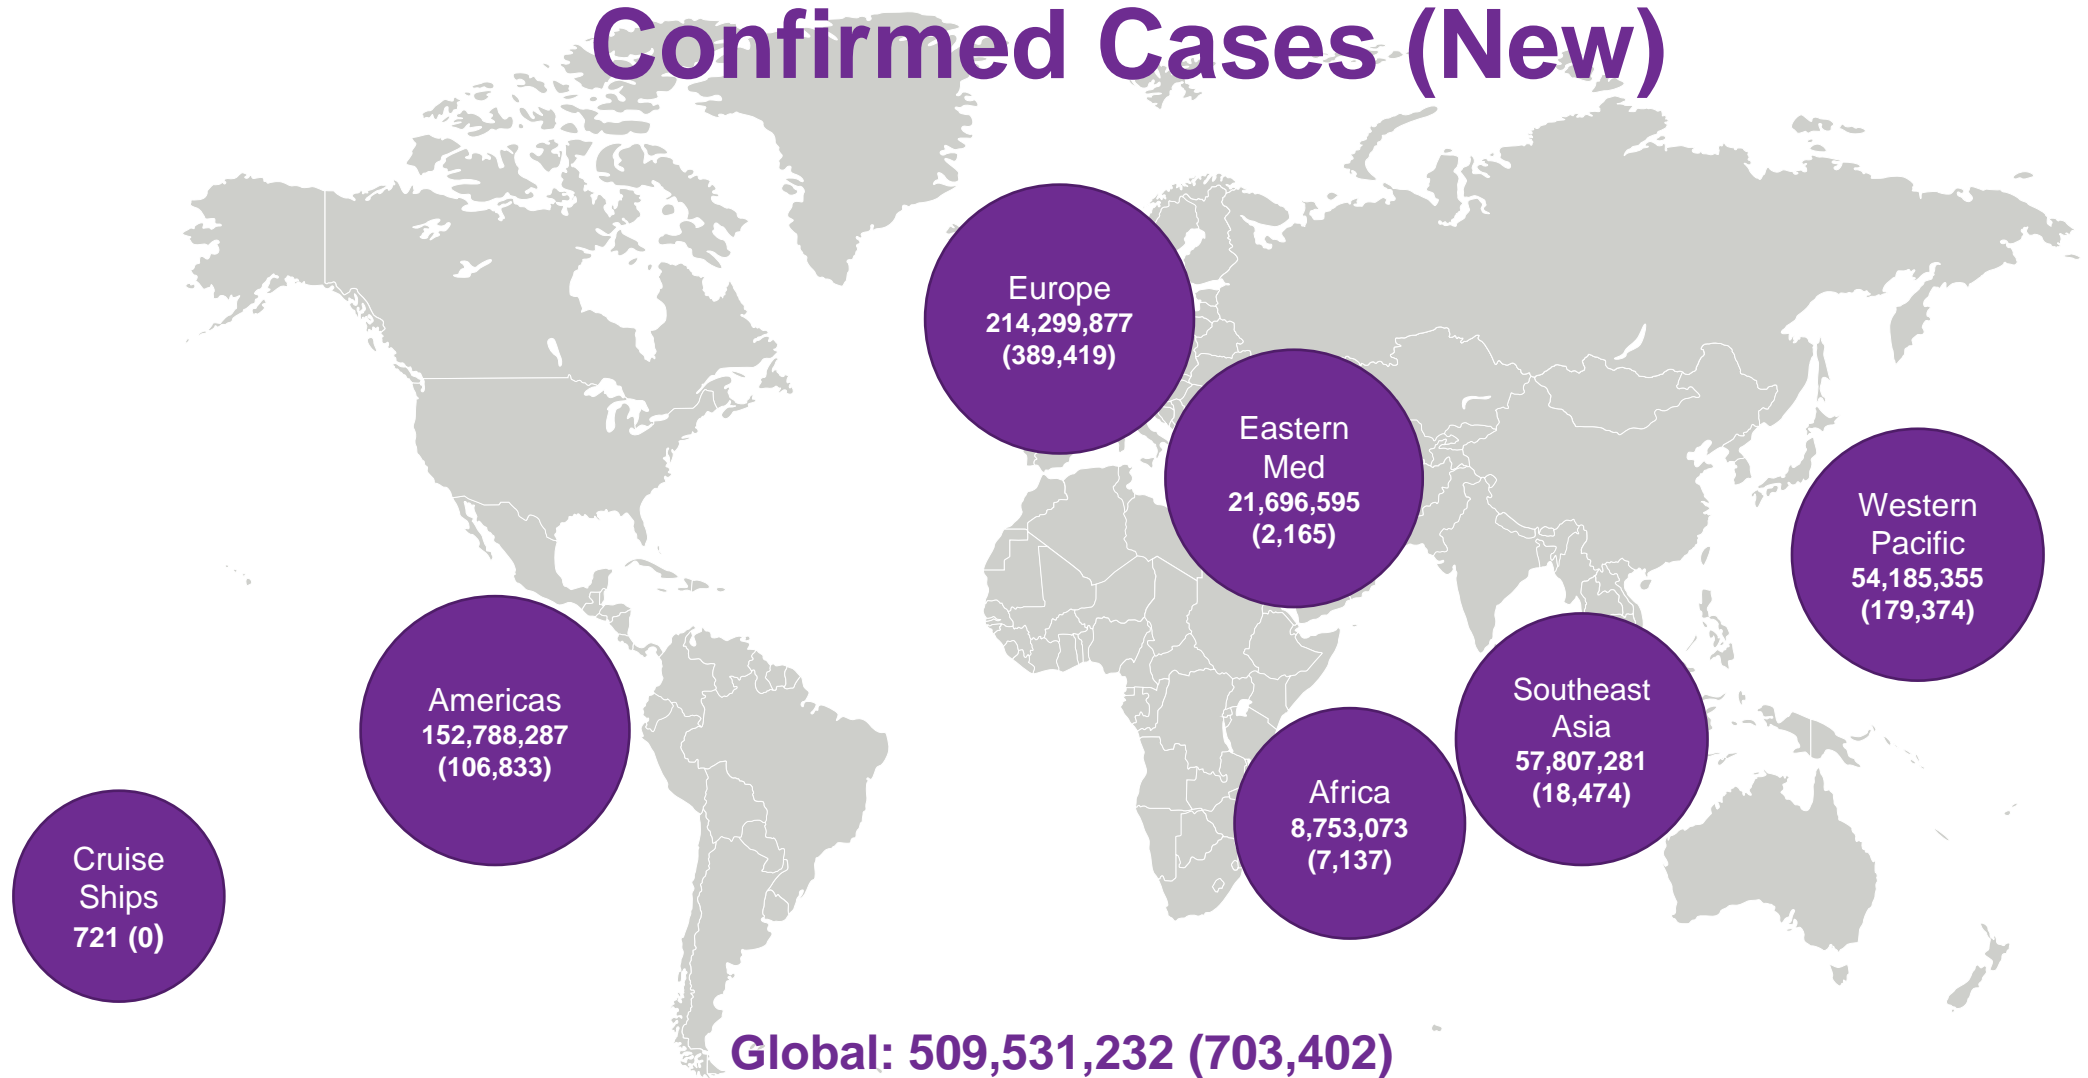 Confirmed Cases (New)
Europe
214,299,877
(389,419)
Eastern
Med
21,696,595
(2,165)
Western
Pacific
54,185,355
(179,374)
Americas
152,788,287
(106,833)
Southeast
Asia
57,807,281
(18,474)
Africa
8,753,073
(7,137)
Cruise
Ships
721 (0)
Global: 509,531,232 (703,402)